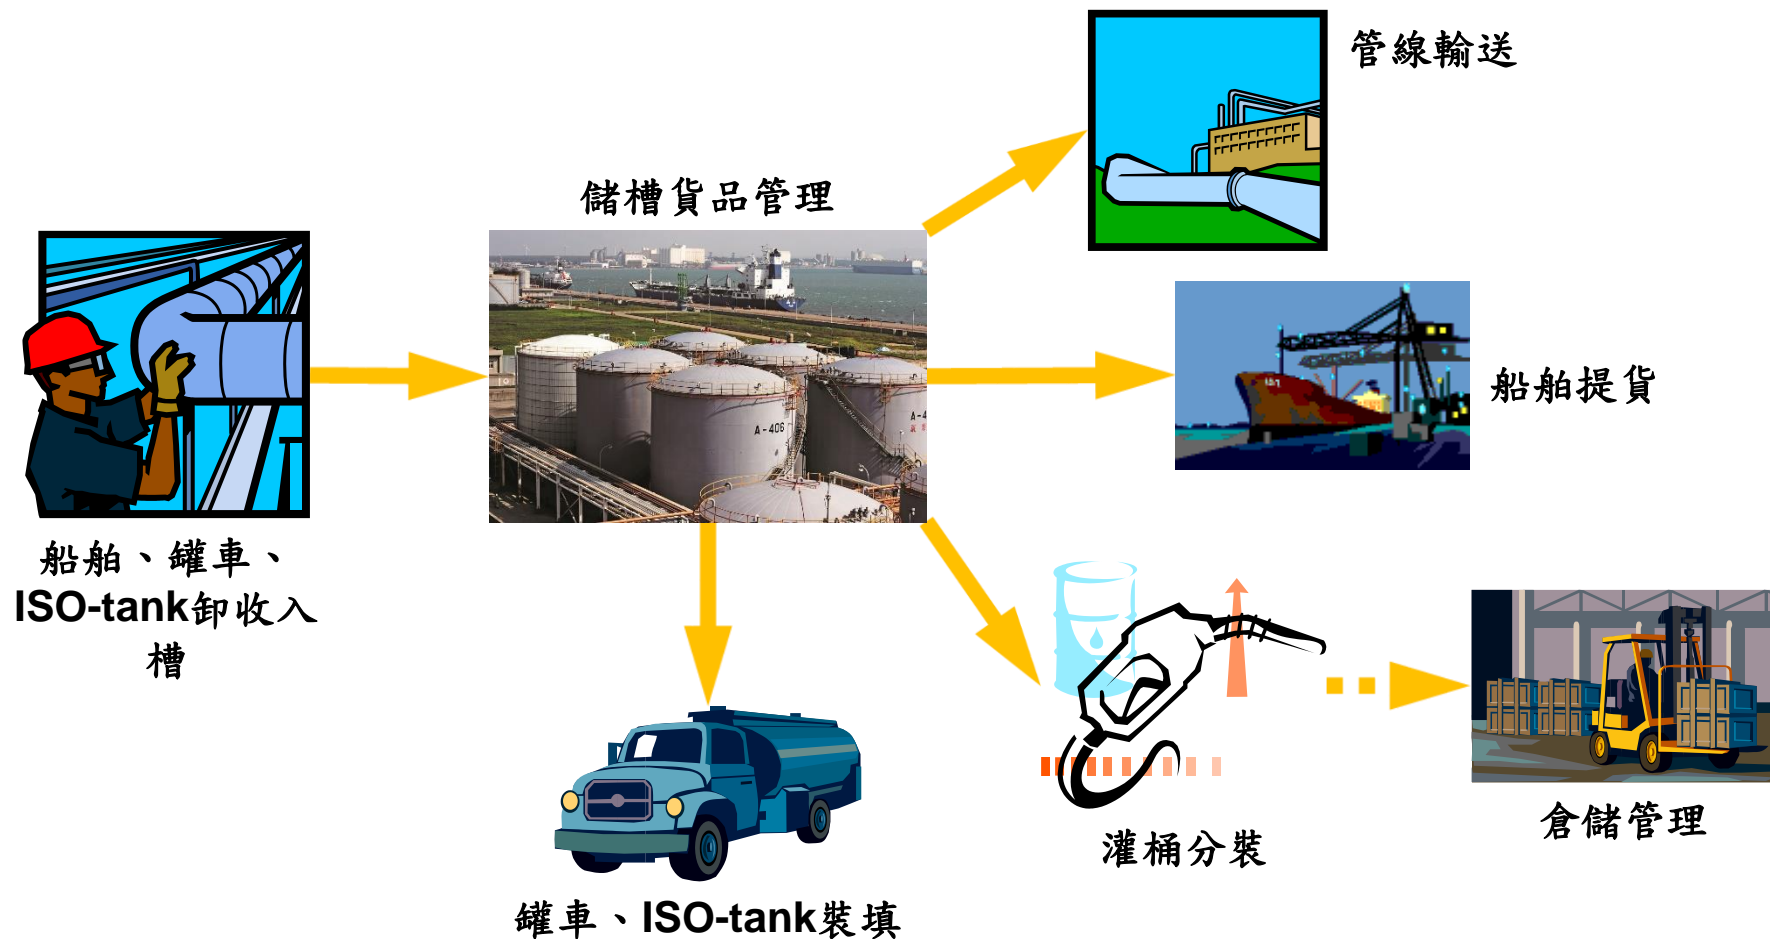 管線輸送
儲槽貨品管理
A-406
船舶提貨
船舶、罐車、
ISO-tank卸收入
槽
倉儲管理
灌桶分裝
罐車、ISO-tank裝填